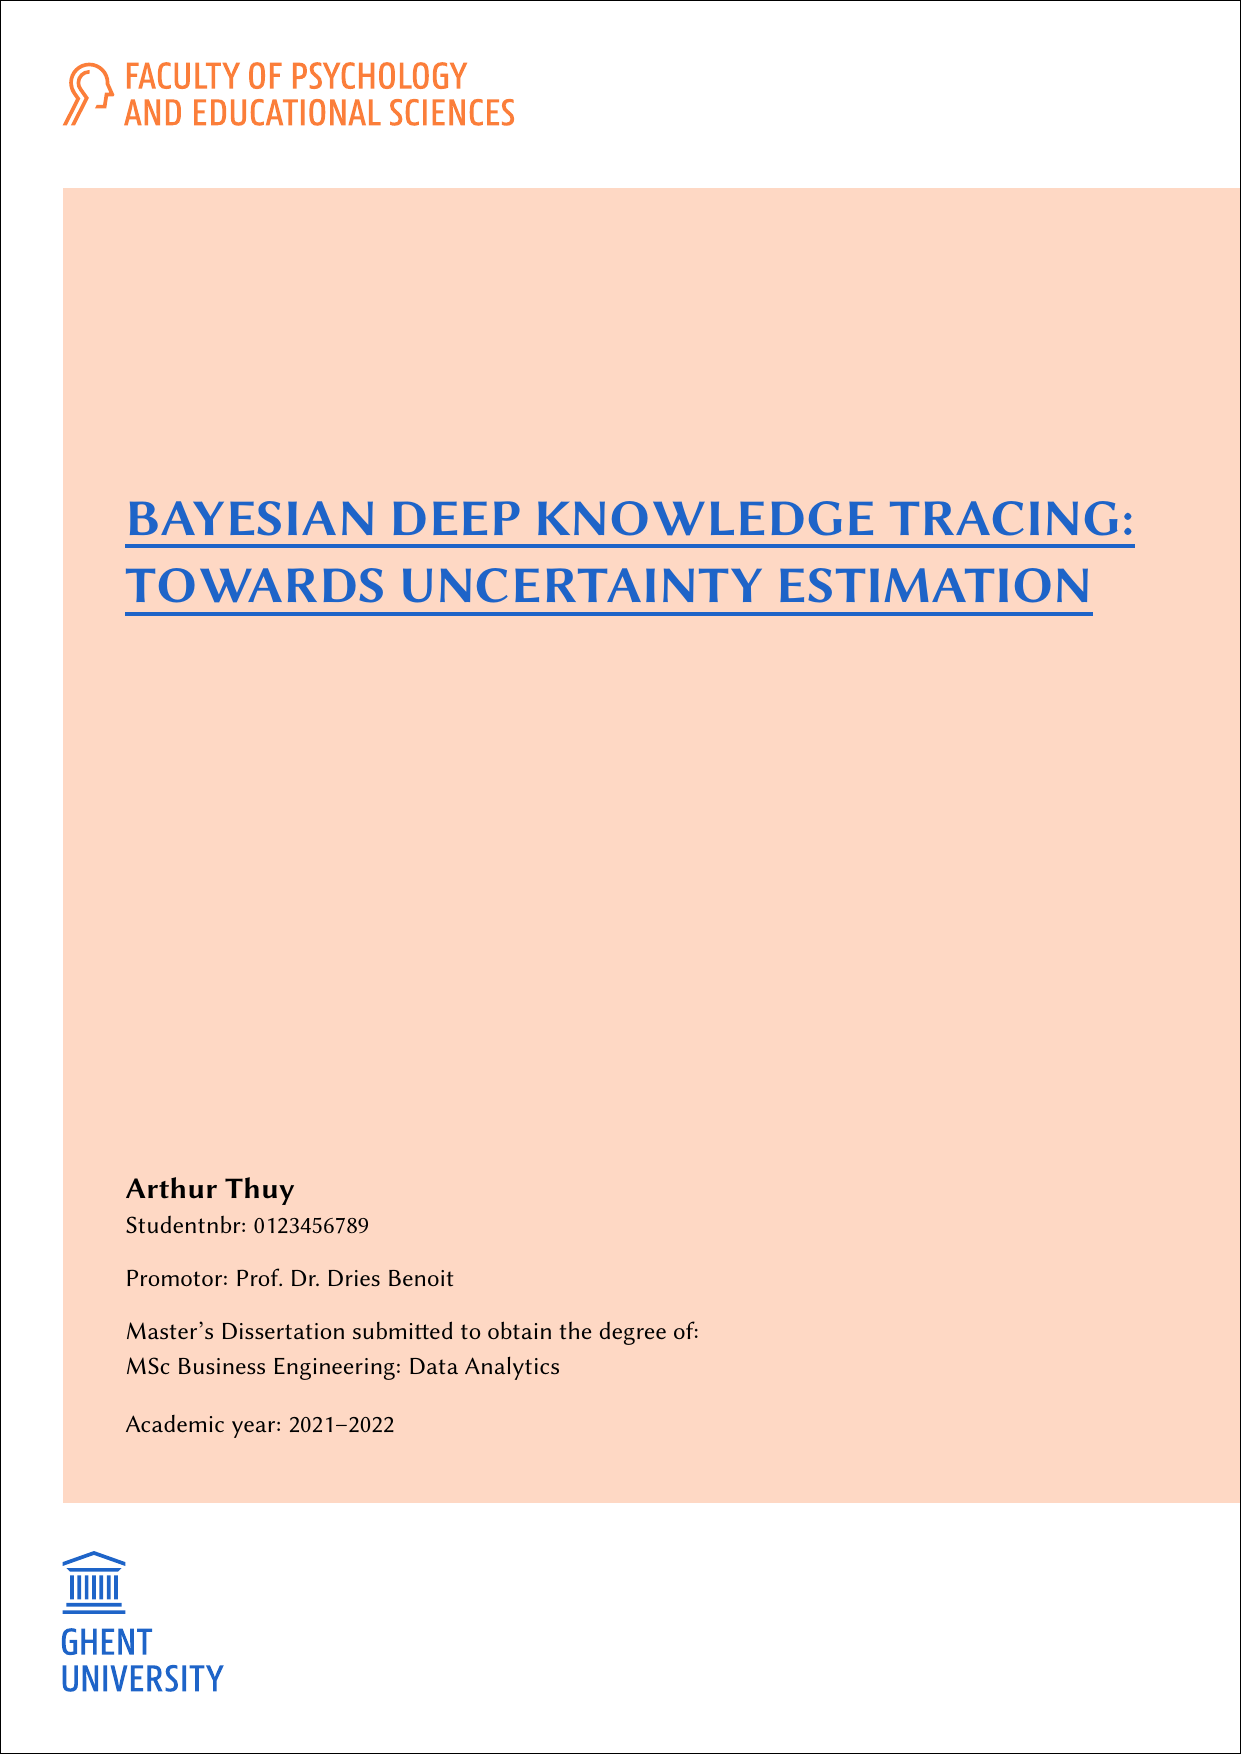 FACULTY OF PSYCHOLOGY
AND EDUCATIONAL SCIENCES
BAYESIAN DEEP KNOWLEDGE TRACING:
TOWARDS UNCERTAINTY ESTIMATION
Arthur Thuy
Studentnbr: 0123456789
Promotor: Prof. Dr. Dries Benoit
Master’s Dissertation submitted to obtain the degree of:
MSc Business Engineering: Data Analytics
Academic year: 2021–2022
GHENT
UNIVERSITY